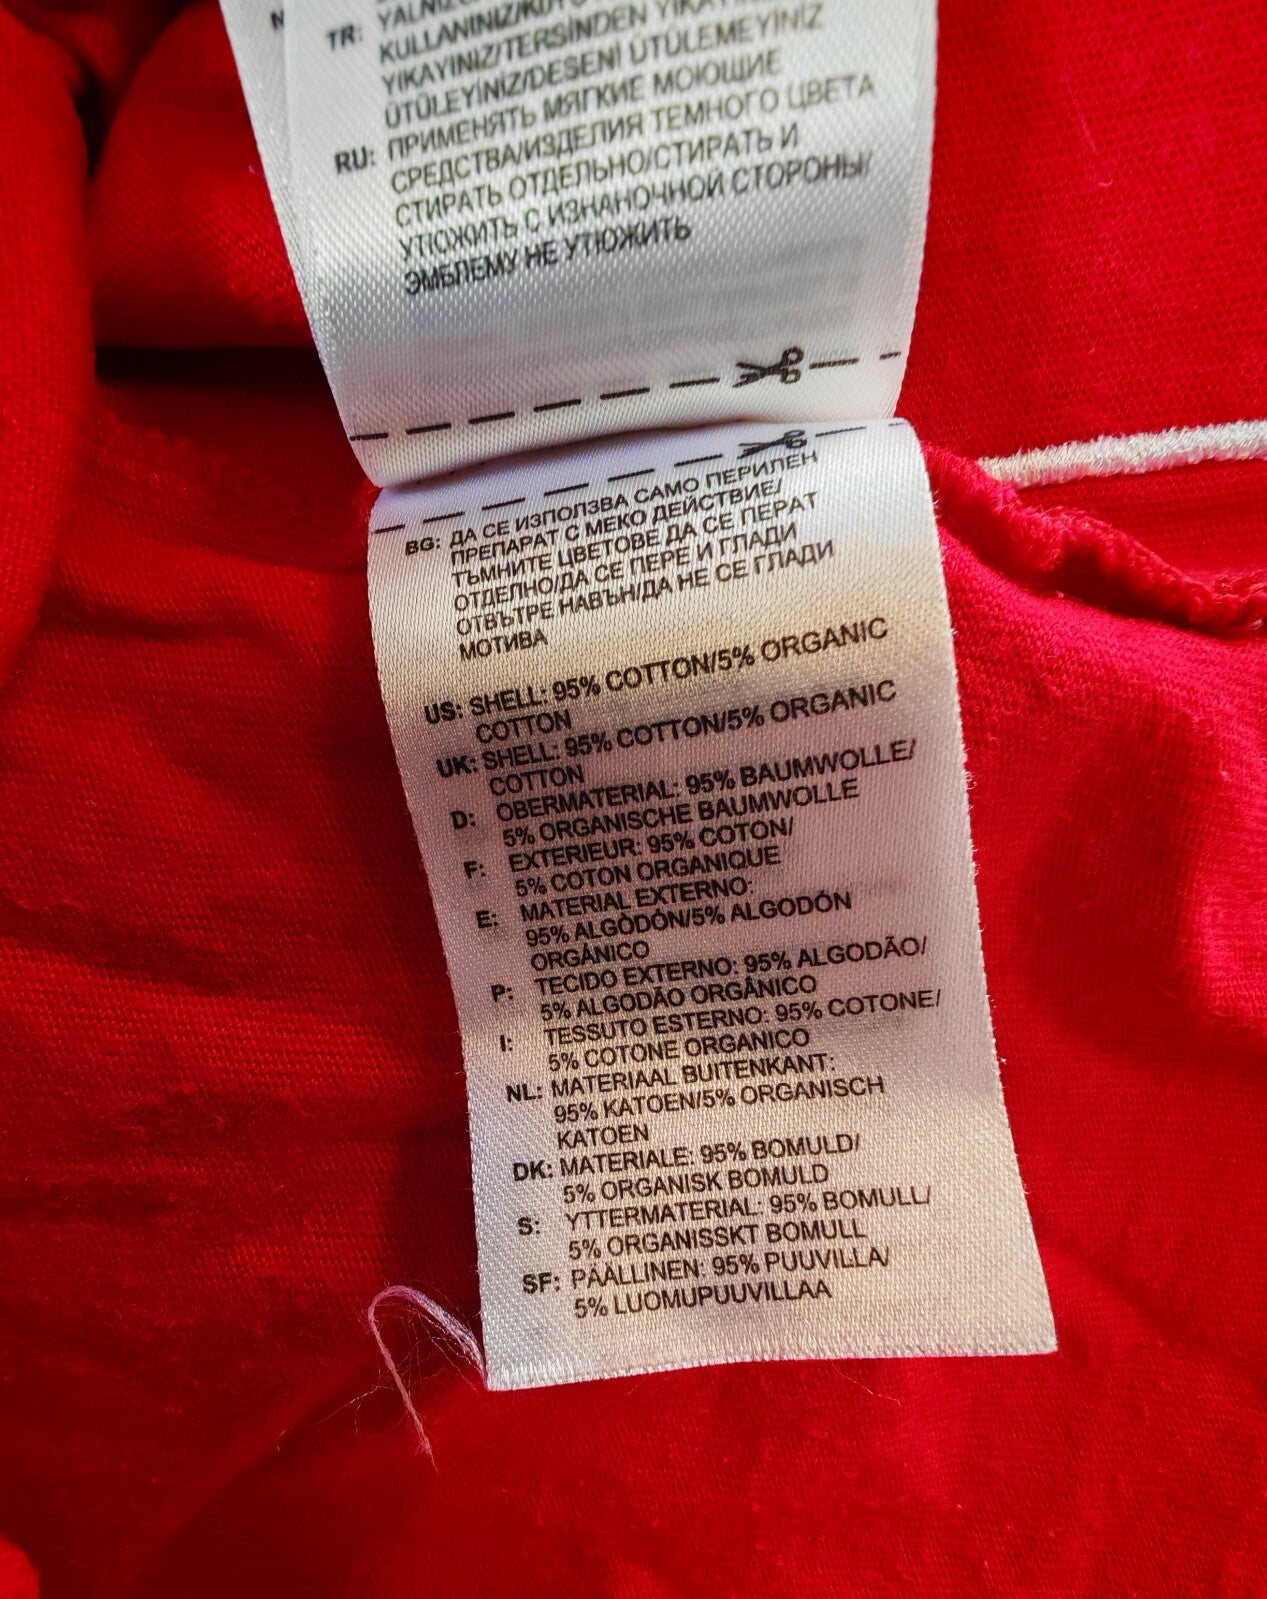 TR: YALNIZ
KULLANINIZ/KOYU
YIKAYINIZ/TERSİNDEN YIKAYIP
ÜTÜLEYİNİZ/DESENİ ÜTÜLEMEYİNİZ
RU: ПРИМЕНЯТЬ МЯГКИЕ МОЮЩИЕ
СРЕДСТВА/ИЗДЕЛИЯ ТЕМНОГО ЦВЕТА
СТИРАТЬ ОТДЕЛЬНО/СТИРАТЬ И
УТЮЖИТЬ С ИЗНАНОЧНОЙ СТОРОНЫ/
ЭМБЛЕМУ НЕ УТЮЖИТЬ
BG: ДА СЕ ИЗПОЛЗВА САМО ПЕРИЛЕН
ПРЕПАРАТ С МЕКО ДЕЙСТВИЕ/
ТЪМНИТЕ ЦВЕТОВЕ ДА СЕ ПЕРАТ
ОТДЕЛНО/ДА СЕ ПЕРЕ И ГЛАДИ
ОТВЪТРЕ НАВЪН/ДА НЕ СЕ ГЛАДИ
МОТИВА
US: SHELL: 95% COTTON/5% ORGANIC
COTTON
UK: SHELL: 95% COTTON/5% ORGANIC
COTTON
D: OBERMATERIAL: 95% BAUMWOLLE/
5% ORGANISCHE BAUMWOLLE
F: EXTERIEUR: 95% COTON/
5% COTON ORGANIQUE
E: MATERIAL EXTERNO:
95% ALGÒDÓN/5% ALGODÓN
ORGÂNICO
P: TECIDO EXTERNO: 95% ALGODÃO/
5% ALGODÃO ORGÂNICO
I: TESSUTO ESTERNO: 95% COTONE/
5% COTONE ORGANICO
NL: MATERIAAL BUITENKANT:
95% KATOEN/5% ORGANISCH
KATOEN
DK: MATERIALE: 95% BOMULD/
5% ORGANISK BOMULD
S: YTTERMATERIAL: 95% BOMULL/
5% ORGANISSKT BOMULL
SF: PÄÄLLINEN: 95% PUUVILLA/
5% LUOMUPUUVILLAA